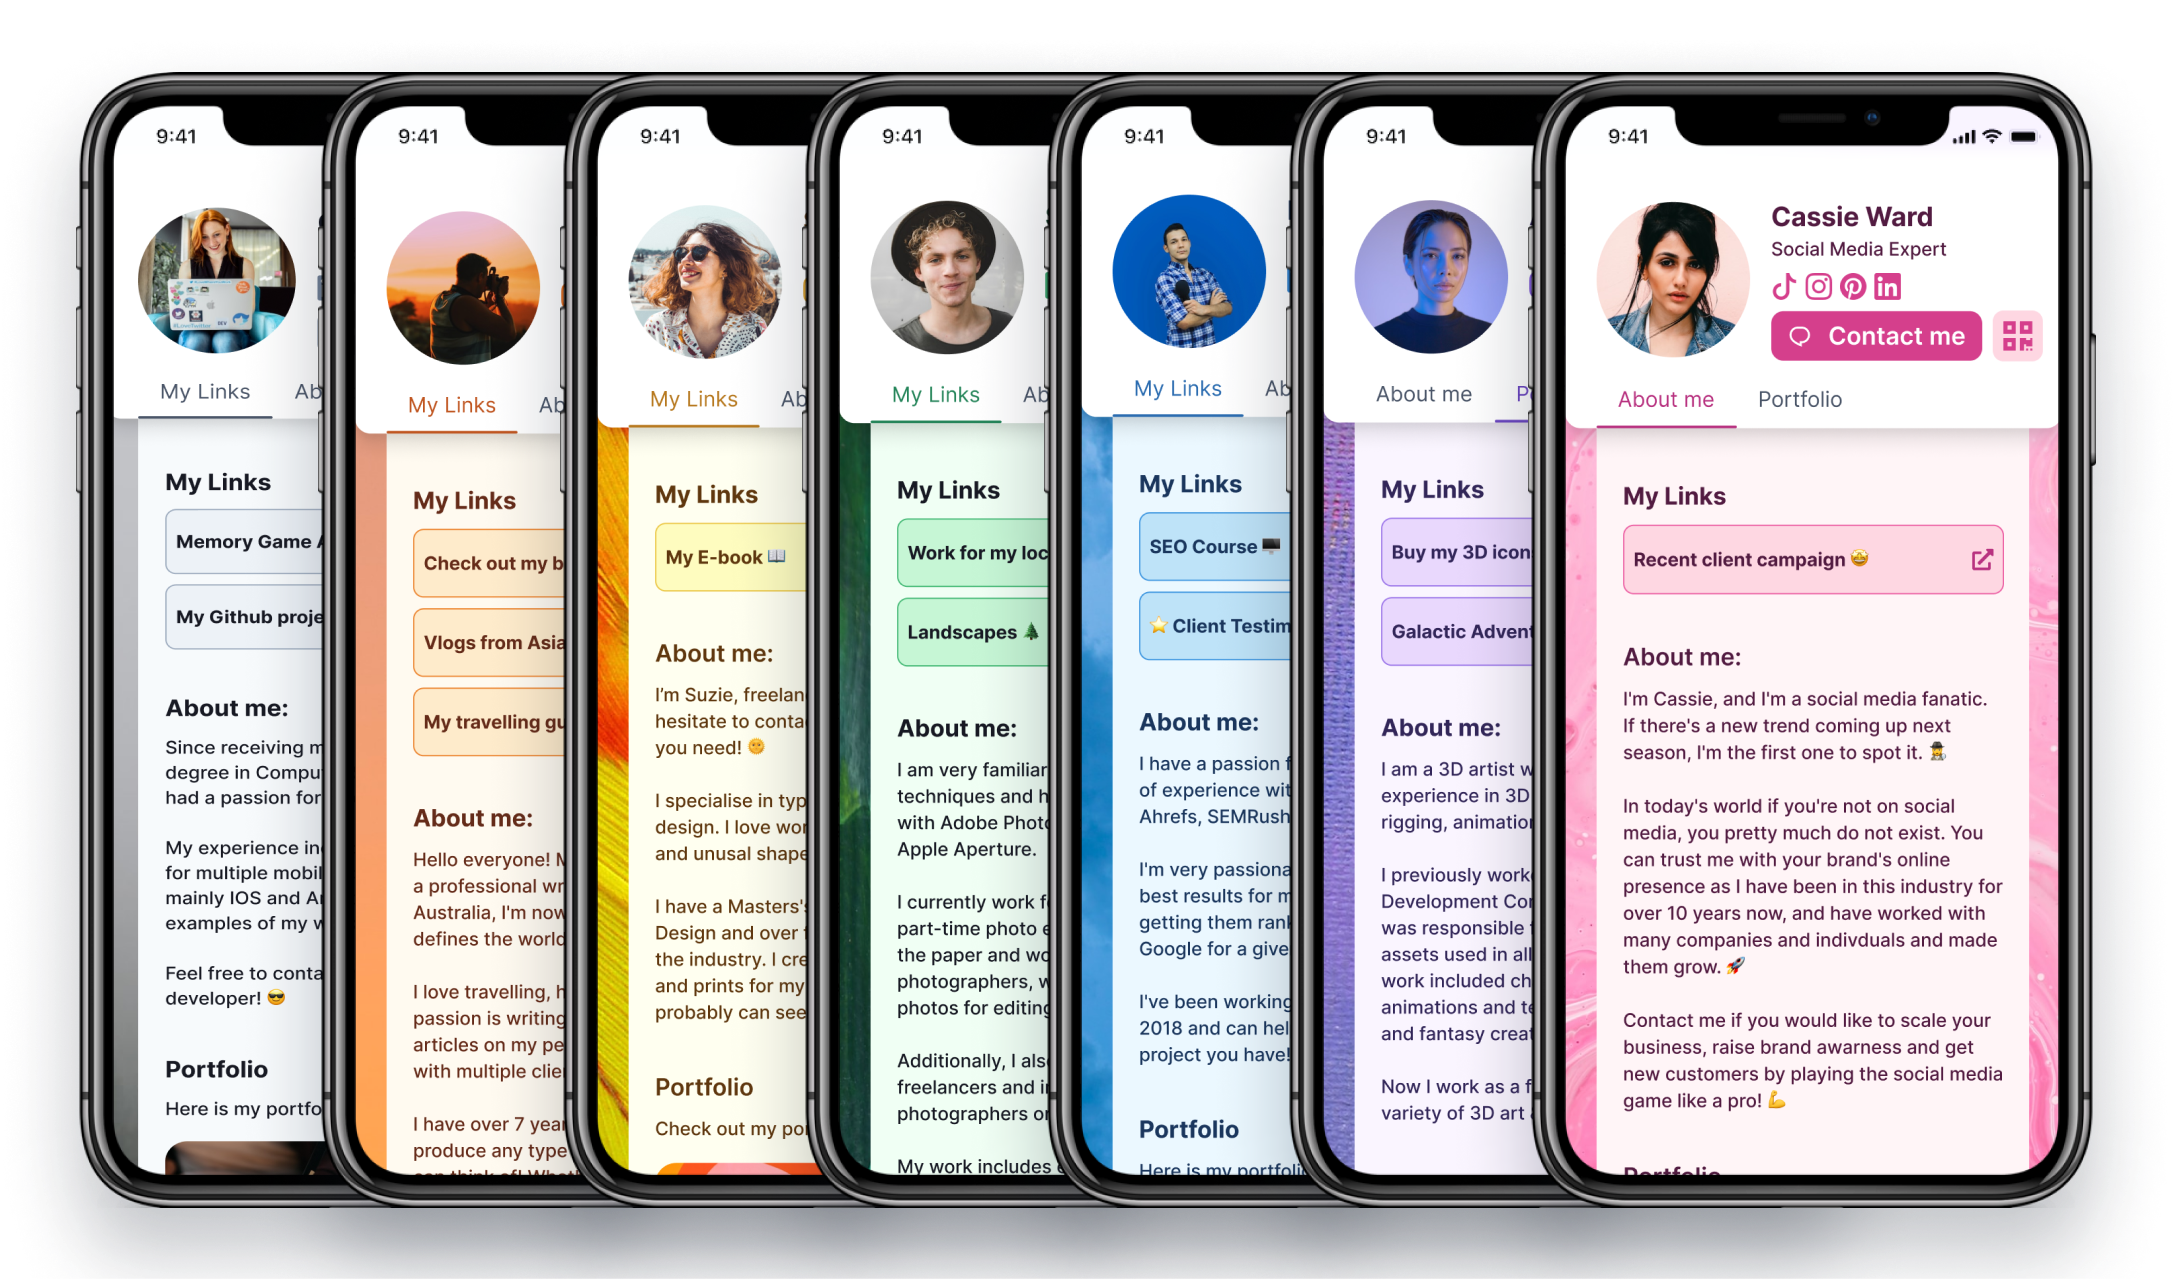 9:41
My Links
Ab
My Links
Memory Game
My Github proje
About me:
Since receiving m
degree in Compu
had a passion for
My experience in
for multiple mobil
mainly IOS and A
examples of my w
Feel free to conta
developer! 😎
Portfolio
Here is my portfo
9:41
My Links
Ab
My Links
Check out my b
Vlogs from Asia
My travelling gu
About me:
Hello everyone! M
a professional wr
Australia, I'm now
defines the world
I love travelling, h
passion is writing
articles on my pe
with multiple clie
I have over 7 year
produce any type
can think of! What
9:41
My Links
Ab
My Links
My E-book 📖
About me:
I'm Suzie, freelan
hesitate to conta
you need! 🌞
I specialise in typ
design. I love wor
and unusal shape
I have a Masters's
Design and over
the industry. I cre
and prints for my
probably can see
Portfolio
Check out my por
9:41
My Links
Ab
My Links
Work for my loc
Landscapes 🌲
About me:
I am very familiar
techniques and h
with Adobe Photo
Apple Aperture.
I currently work f
part-time photo e
the paper and wo
photographers, w
photos for editing
Additionally, I also
freelancers and i
photographers or
My work includes
9:41
My Links
Ab
My Links
SEO Course 🖥️
⭐ Client Testim
About me:
I have a passion f
of experience wit
Ahrefs, SEMRush
I'm very passiona
best results for m
getting them rank
Google for a give
I've been working
2018 and can hel
project you have!
Portfolio
Here is my portfoli
9:41
About me
P
My Links
Buy my 3D icon
Galactic Advent
About me:
I am a 3D artist w
experience in 3D
rigging, animation
I previously work
Development Cor
was responsible
assets used in all
work included ch
animations and te
and fantasy creat
Now I work as a f
variety of 3D art
9:41
Cassie Ward
Social Media Expert
Contact me
About me
Portfolio
My Links
Recent client campaign 🤩
About me:
I'm Cassie, and I'm a social media fanatic.
If there's a new trend coming up next
season, I'm the first one to spot it. 🕵️
In today's world if you're not on social
media, you pretty much do not exist. You
can trust me with your brand's online
presence as I have been in this industry for
over 10 years now, and have worked with
many companies and indivduals and made
them grow. 🚀
Contact me if you would like to scale your
business, raise brand awarness and get
new customers by playing the social media
game like a pro! 💪
Portfolio